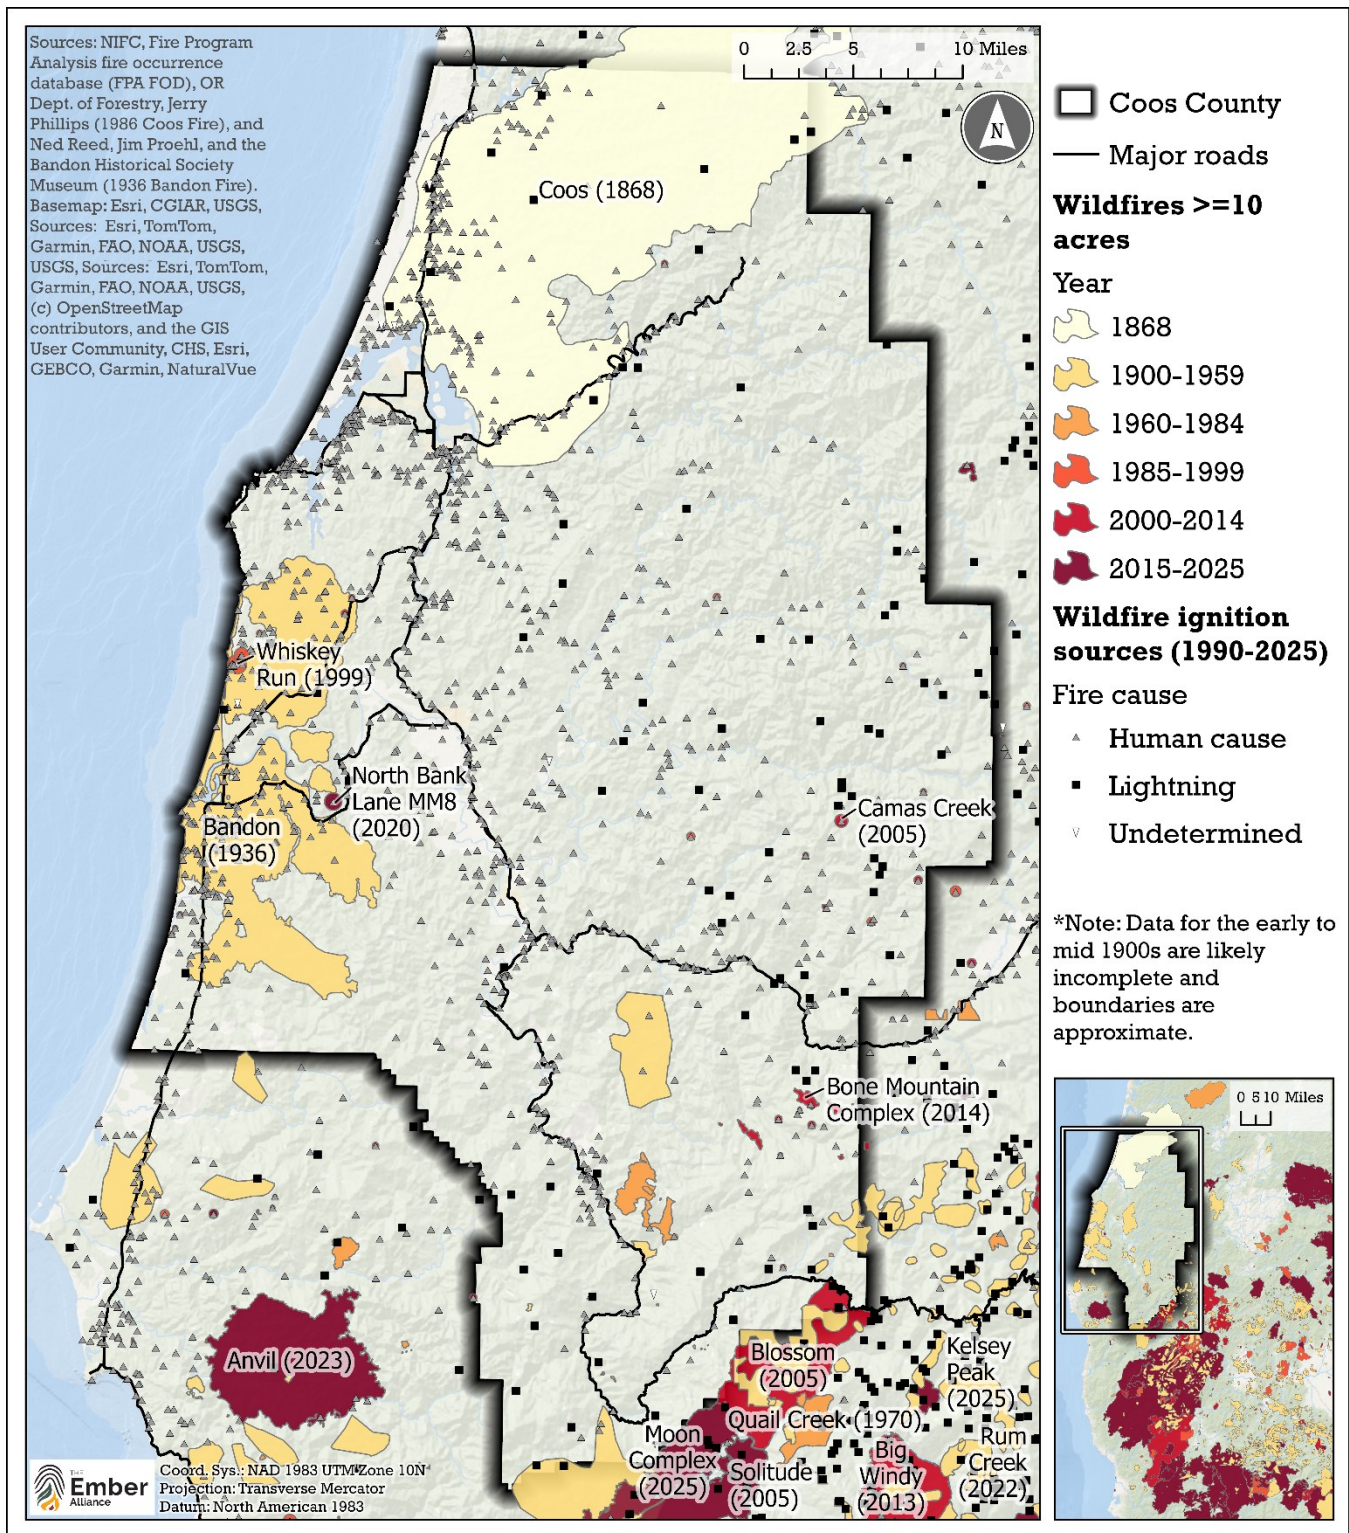 Sources: NIFC, Fire Program
Analysis fire occurrence
database (FPA FOD), OR
Dept. of Forestry, Jerry
Phillips (1986 Coos Fire), and
Ned Reed, Jim Proehl, and the
Bandon Historical Society
Museum (1936 Bandon Fire).
Basemap: Esri, CGIAR, USGS,
Sources: Esri, TomTom,
Garmin, FAO, NOAA, USGS,
USGS, Sources: Esri, TomTom,
Garmin, FAO, NOAA, USGS,
(c) OpenStreetMap
contributors, and the GIS
User Community, CHS, Esri,
GEBCO, Garmin, NaturalVue
0 2.5 5 10 Miles
N
Coos (1868)
Whiskey
Run (1999)
North Bank
Lane MM8
(2020)
Bandon
(1936)
Camas Creek
(2005)
Bone Mountain
Complex (2014)
Anvil (2023)
Blossom
(2005)
Kelsey
Peak
(2025)
Quail Creek (1970)
Moon
Complex
(2025)
Solitude
(2005)
Big
Windy
(2013)
Rum
Creek
(2022)
THE
Ember
Alliance
Coord. Sys.: NAD 1983 UTM Zone 10N
Projection: Transverse Mercator
Datum: North American 1983
Coos County
Major roads
Wildfires >=10
acres
Year
1868
1900-1959
1960-1984
1985-1999
2000-2014
2015-2025
Wildfire ignition
sources (1990-2025)
Fire cause
Human cause
Lightning
Undetermined
*Note: Data for the early to
mid 1900s are likely
incomplete and
boundaries are
approximate.
0 5 10 Miles